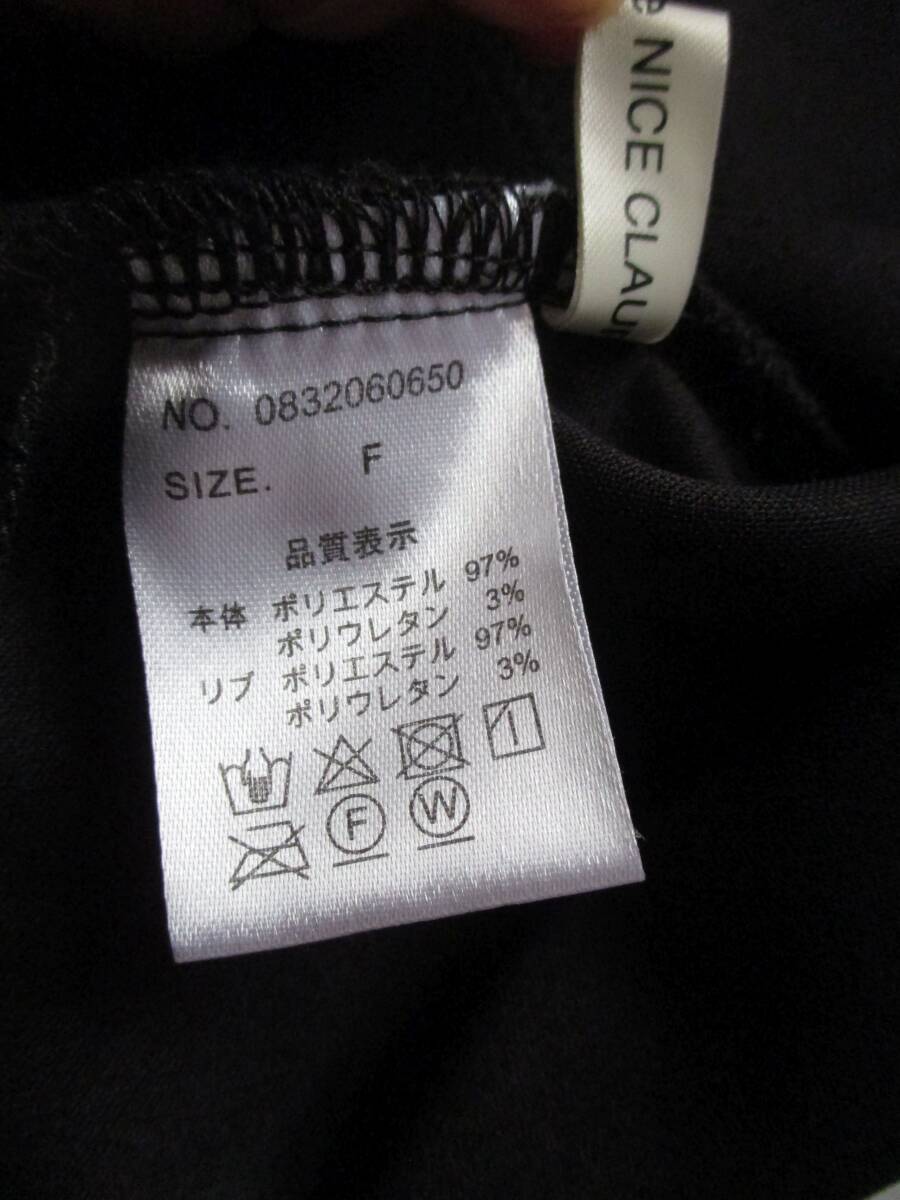 NICE CLAU
NO. 0832060650
SIZE. F
品質表示
本体 ポリエステル 97%
ポリウレタン 3%
リブ ポリエステル 97%
ポリウレタン 3%
F W